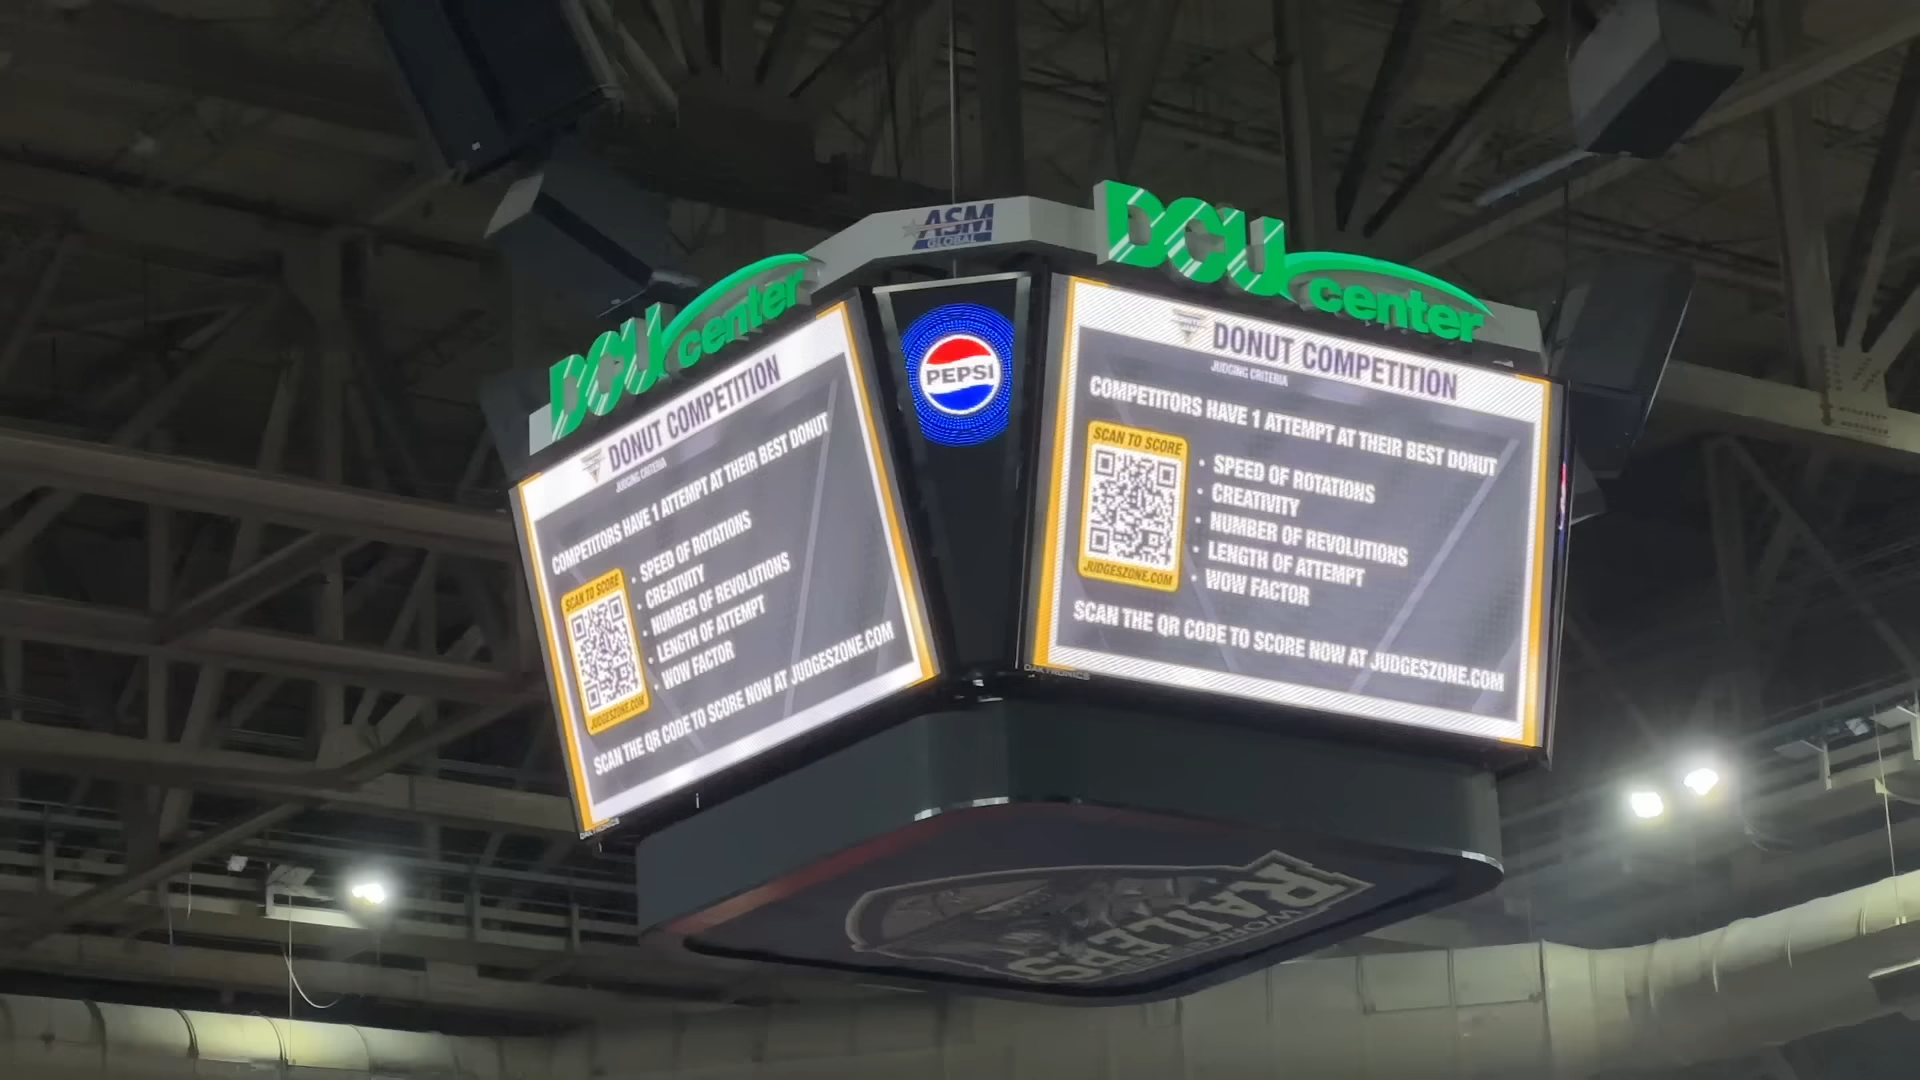 ASM
GLOBAL
DCU
center
DONUT COMPETITION
JUDGING CRITERIA
COMPETITORS HAVE 1 ATTEMPT AT THEIR BEST DONUT
SCAN TO SCORE
JUDGESZONE.COM
• SPEED OF ROTATIONS
• CREATIVITY
• NUMBER OF REVOLUTIONS
• LENGTH OF ATTEMPT
• WOW FACTOR
SCAN THE QR CODE TO SCORE NOW AT JUDGESZONE.COM
DAKTRONICS
PEPSI
DCU
center
DONUT COMPETITION
JUDGING CRITERIA
COMPETITORS HAVE 1 ATTEMPT AT THEIR BEST DONUT
SCAN TO SCORE
JUDGESZONE.COM
• SPEED OF ROTATIONS
• CREATIVITY
• NUMBER OF REVOLUTIONS
• LENGTH OF ATTEMPT
• WOW FACTOR
SCAN THE QR CODE TO SCORE NOW AT JUDGESZONE.COM
DAKTRONICS
WORCESTER
RAILERS